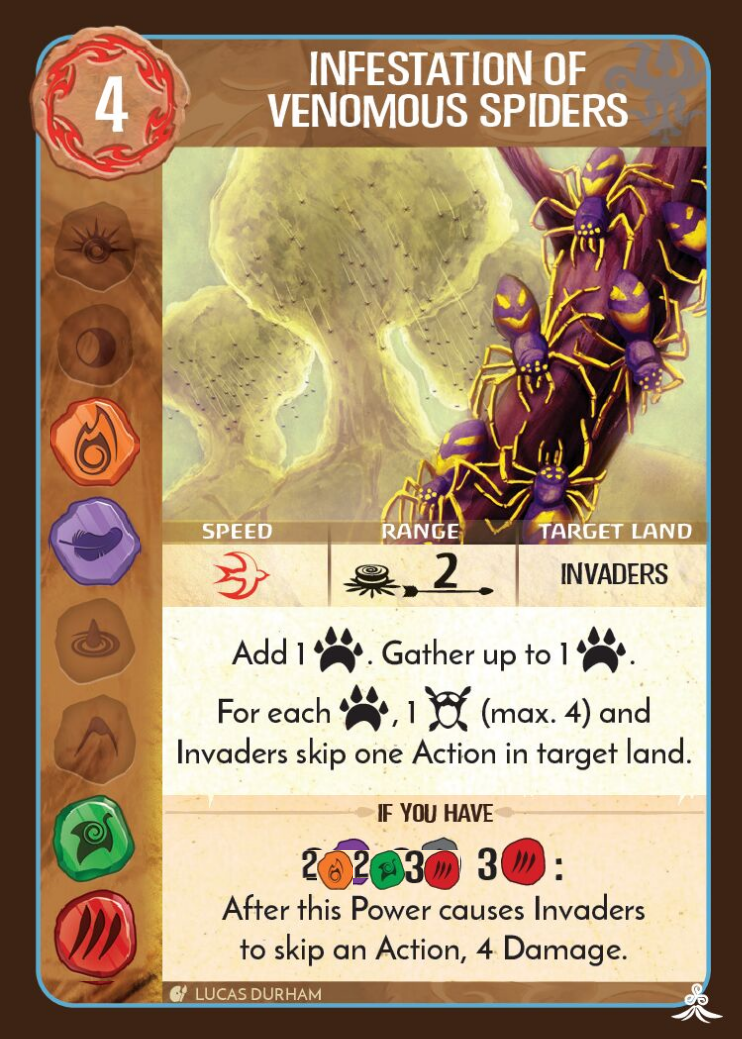 4
INFESTATION OF
VENOMOUS SPIDERS
SPEED RANGE TARGET LAND
2 INVADERS
Add 1 . Gather up to 1 .
For each , 1 (max. 4) and
Invaders skip one Action in target land.
IF YOU HAVE
2 2 3 3 :
After this Power causes Invaders
to skip an Action, 4 Damage.
LUCAS DURHAM